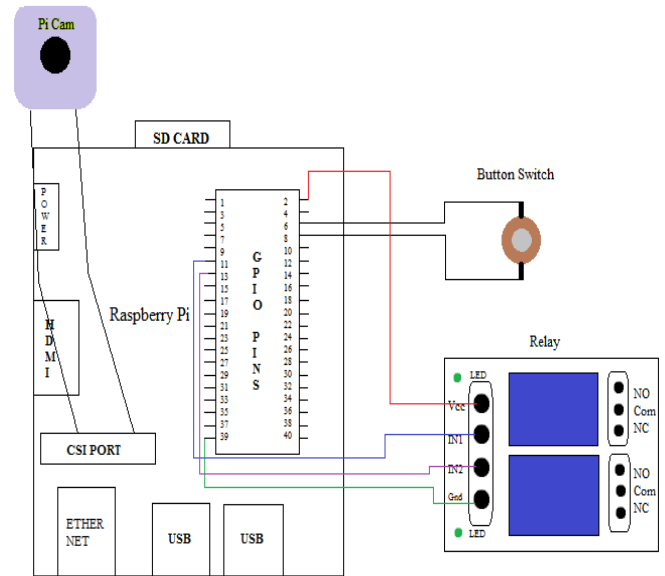 Pi Cam
SD CARD
POWER
HDMI
Raspberry Pi
GPIO PINS
1 2
3 4
5 6
7 8
9 10
11 12
13 14
15 16
17 18
19 20
21 22
23 24
25 26
27 28
29 30
31 32
33 34
35 36
37 38
39 40
CSI PORT
ETHER
NET
USB
USB
Button Switch
Relay
LED
Vcc
IN1
IN2
Gnd
LED
NO
Com
NC
NO
Com
NC